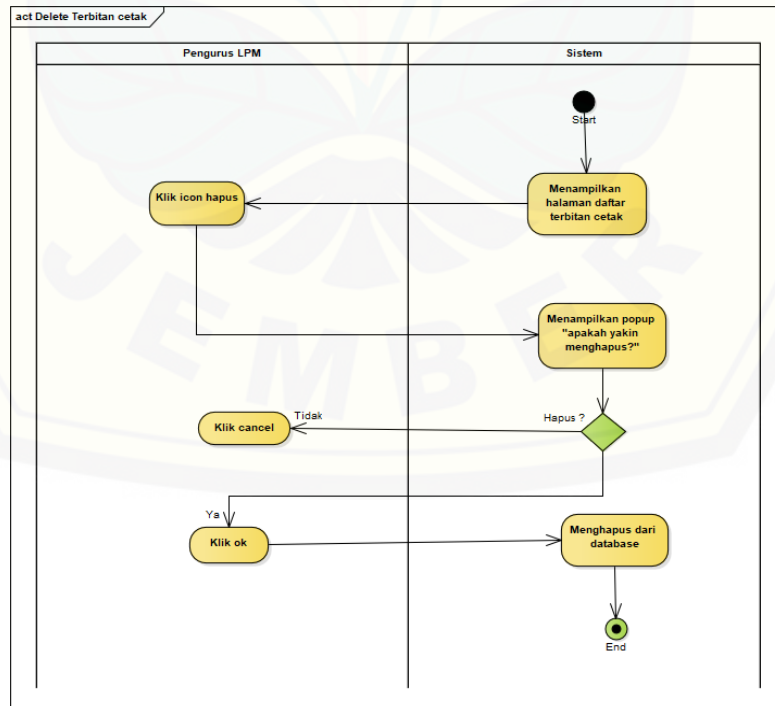 act Delete Terbitan cetak
Pengurus LPM
Sistem
Start
Menampilkan
halaman daftar
terbitan cetak
Klik icon hapus
Menampilkan popup
"apakah yakin
menghapus?"
Hapus ?
Tidak
Klik cancel
Ya
Klik ok
Menghapus dari
database
End
JEMBER